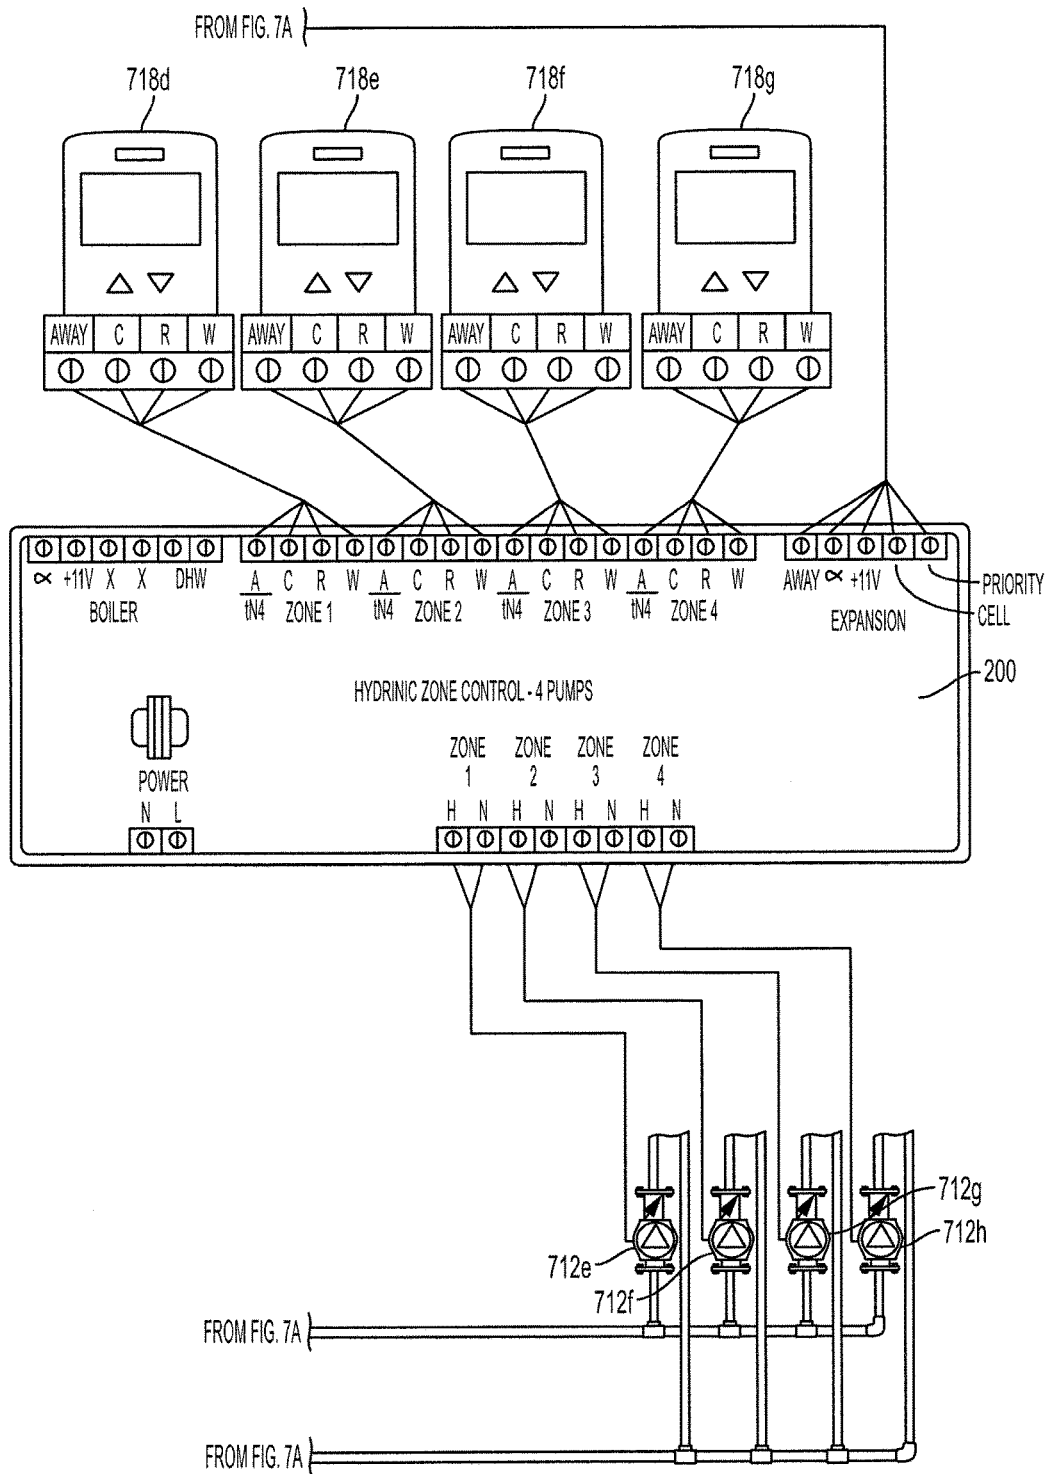 FROM FIG. 7A
718d 718e 718f 718g
AWAY C R W AWAY C R W AWAY C R W AWAY C R W
∝ +11V X X DHW A C R W A C R W A C R W A C R W AWAY ∝ +11V
PRIORITY
BOILER tN4 ZONE 1 tN4 ZONE 2 tN4 ZONE 3 tN4 ZONE 4 EXPANSION CELL
HYDRINIC ZONE CONTROL - 4 PUMPS
200
ZONE ZONE ZONE ZONE
1 2 3 4
POWER
N L H N H N H N H N
712g
712h
712e
712f
FROM FIG. 7A
FROM FIG. 7A